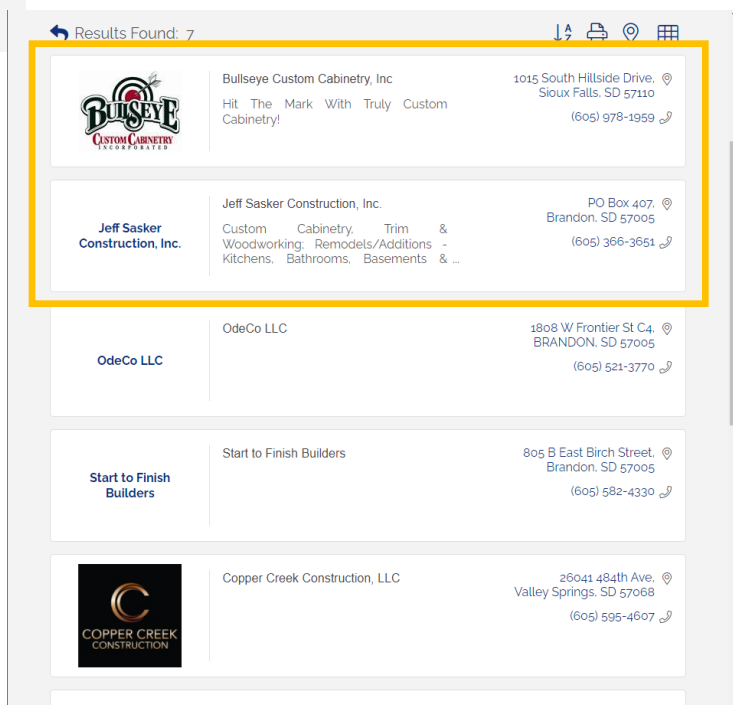 Results Found: 7
A
Z
BULLSEYE
CUSTOM CABINETRY
INCORPORATED
Bullseye Custom Cabinetry, Inc
Hit The Mark With Truly Custom
Cabinetry!
1015 South Hillside Drive,
Sioux Falls, SD 57110
(605) 978-1959
Jeff Sasker
Construction, Inc.
Jeff Sasker Construction, Inc.
Custom Cabinetry, Trim &
Woodworking; Remodels/Additions -
Kitchens, Bathrooms, Basements & ...
PO Box 407,
Brandon, SD 57005
(605) 366-3651
OdeCo LLC
OdeCo LLC
1808 W Frontier St C4,
BRANDON, SD 57005
(605) 521-3770
Start to Finish
Builders
Start to Finish Builders
805 B East Birch Street,
Brandon, SD 57005
(605) 582-4330
COPPER CREEK
CONSTRUCTION
Copper Creek Construction, LLC
26041 484th Ave,
Valley Springs, SD 57068
(605) 595-4607